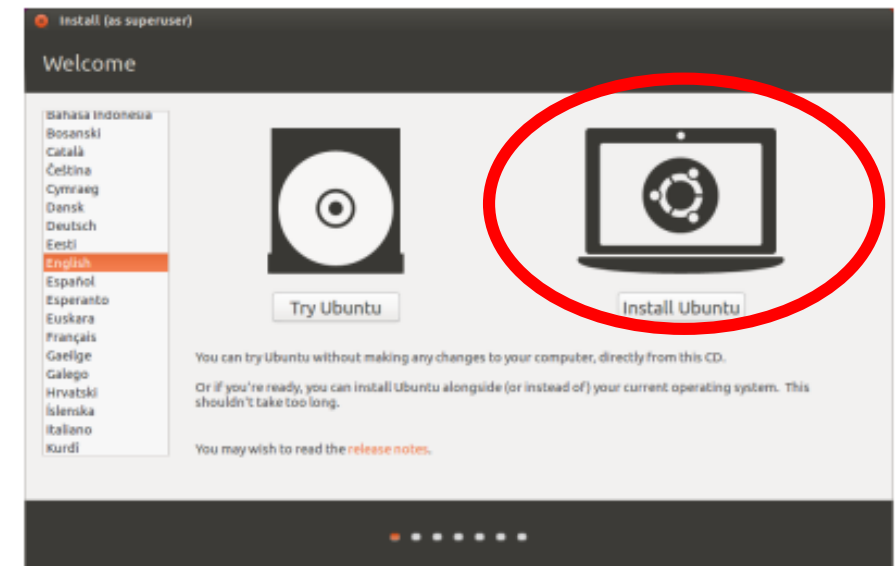 Install (as superuser)
Welcome
Bahasa Indonesia
Bosanski
Català
Čeština
Cymraeg
Dansk
Deutsch
Eesti
English
Español
Esperanto
Euskara
Français
Gaeilge
Galego
Hrvatski
Íslenska
Italiano
Kurdî
Try Ubuntu
Install Ubuntu
You can try Ubuntu without making any changes to your computer, directly from this CD.
Or if you're ready, you can install Ubuntu alongside (or instead of) your current operating system. This
shouldn't take too long.
You may wish to read the release notes.